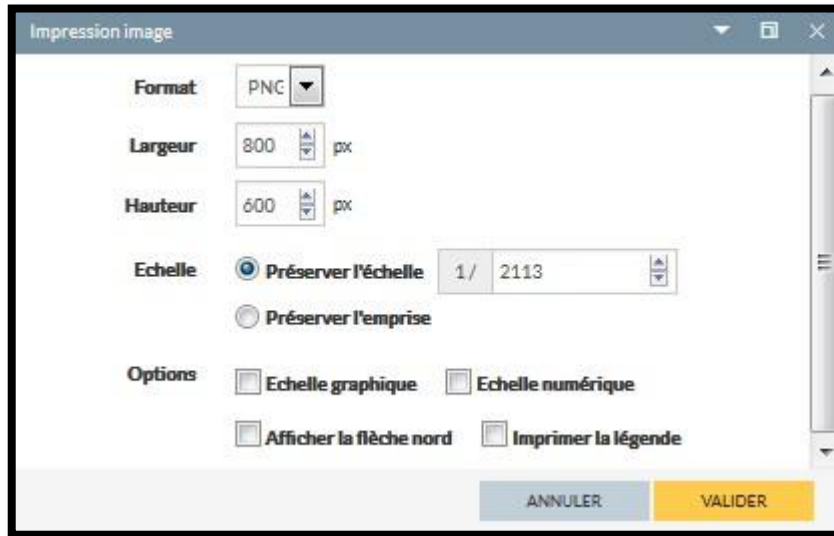 Impression image
Format PNG
Largeur 800 px
Hauteur 600 px
Echelle Préserver l'échelle 1 / 2113
Préserver l'emprise
Options Echelle graphique Echelle numérique
Afficher la flèche nord Imprimer la légende
ANNULER VALIDER